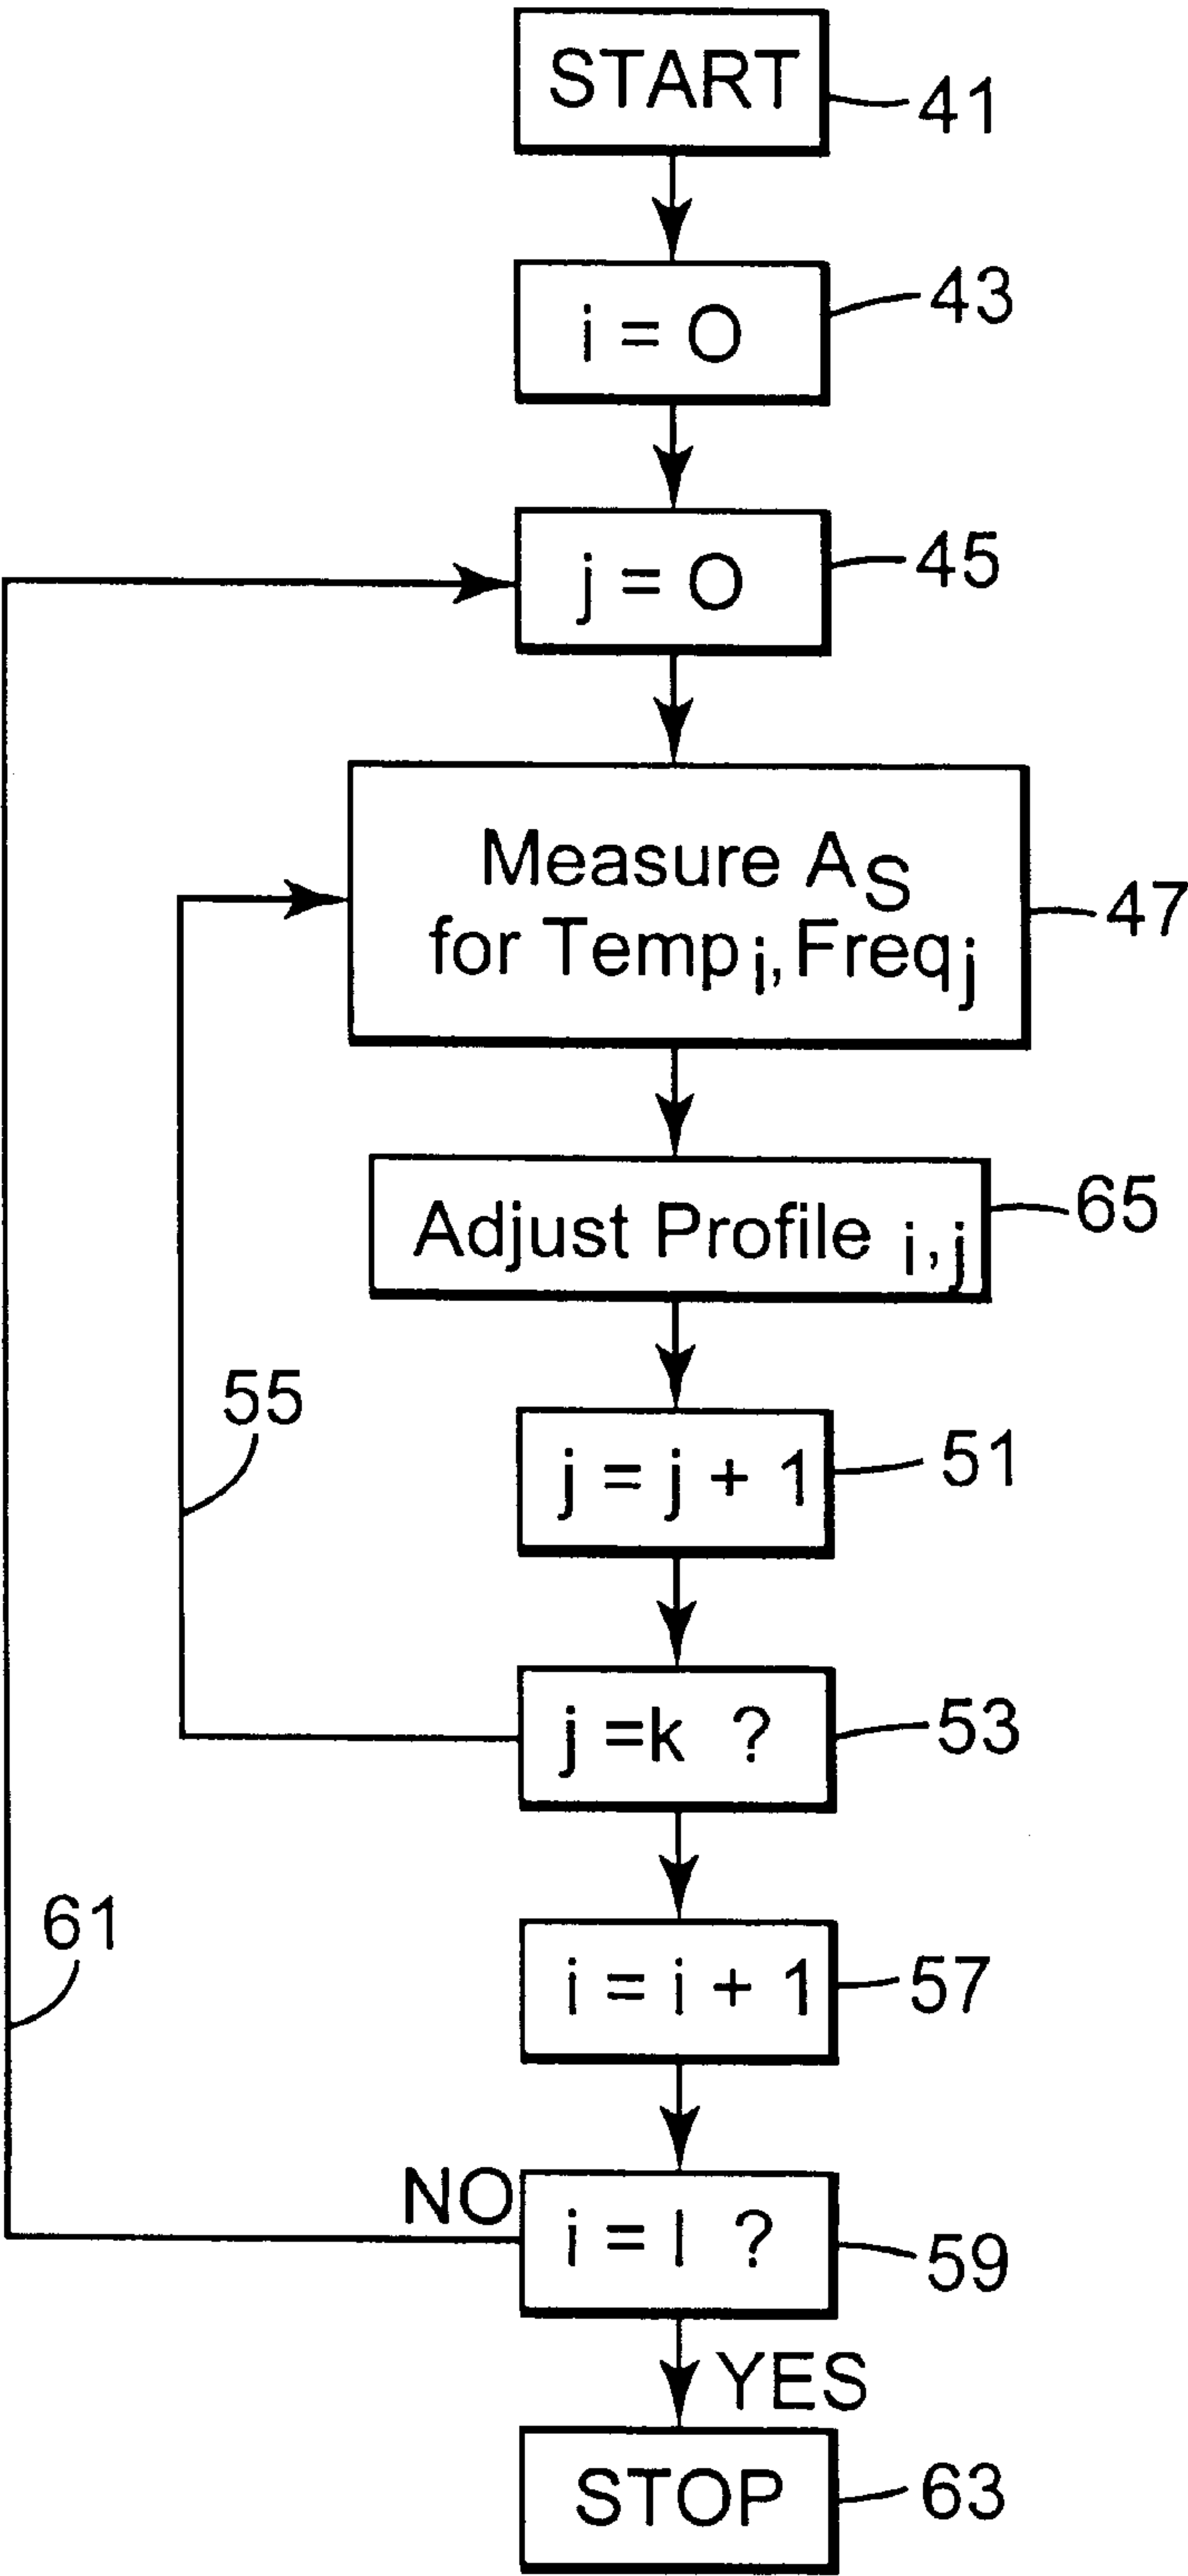 START
41
i = O
43
j = O
45
Measure AS
for Temp i, Freq j
47
Adjust Profile i,j
65
55
j = j + 1
51
j =k ?
53
61
i = i + 1
57
NO
i = l ?
59
YES
STOP
63